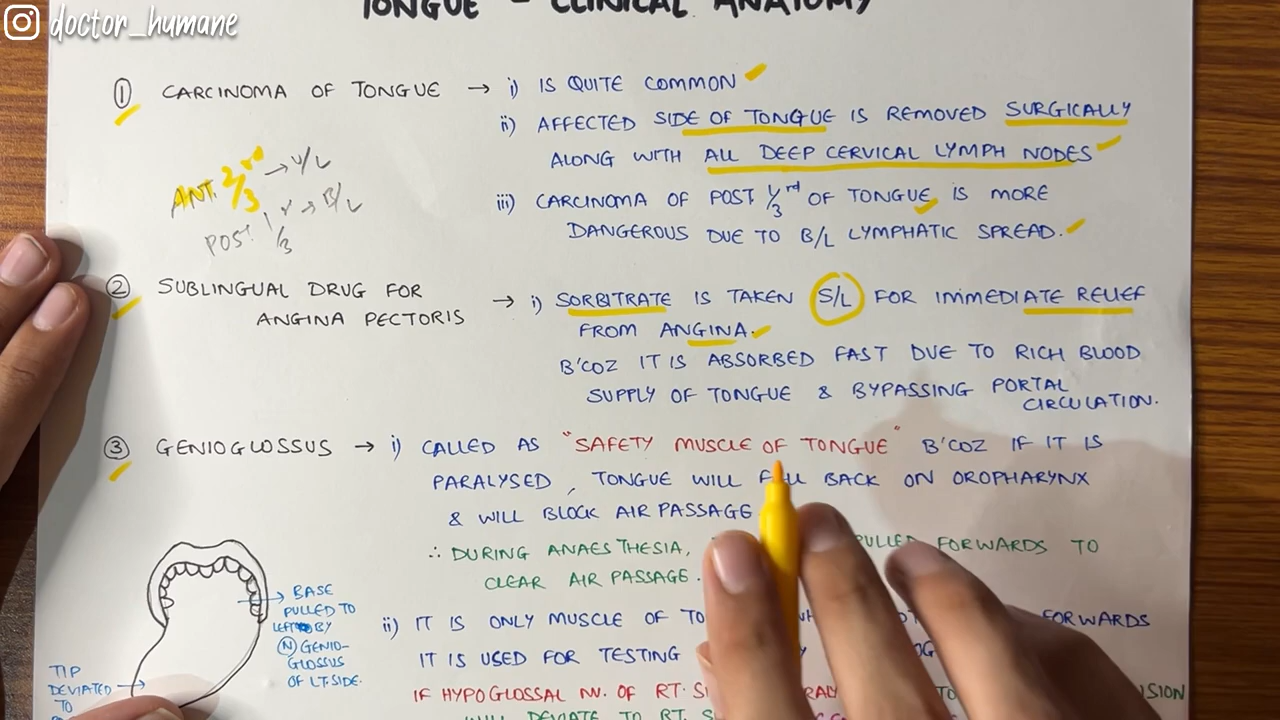 doctor_humane
TONGUE - CLINICAL ANATOMY
① CARCINOMA OF TONGUE → i) IS QUITE COMMON
ii) AFFECTED SIDE OF TONGUE IS REMOVED SURGICALLY
ALONG WITH ALL DEEP CERVICAL LYMPH NODES
ANT. 2/3rd → U/L
POST. 1/3 r → B/L
iii) CARCINOMA OF POST. 1/3rd OF TONGUE IS MORE
DANGEROUS DUE TO B/L LYMPHATIC SPREAD.
② SUBLINGUAL DRUG FOR
ANGINA PECTORIS
→ i) SORBITRATE IS TAKEN S/L FOR IMMEDIATE RELIEF
FROM ANGINA.
B'COZ IT IS ABSORBED FAST DUE TO RICH BLOOD
SUPPLY OF TONGUE & BYPASSING PORTAL
CIRCULATION.
③ GENIOGLOSSUS → i) CALLED AS "SAFETY MUSCLE OF TONGUE" B'COZ IF IT IS
PARALYSED, TONGUE WILL FALL BACK ON OROPHARYNX
& WILL BLOCK AIR PASSAGE
∴ DURING ANAESTHESIA, PULLED FORWARDS TO
CLEAR AIR PASSAGE.
ii) IT IS ONLY MUSCLE OF FORWARDS
IT IS USED FOR TESTING
IF HYPOGLOSSAL NV. OF RT.
WILL DEVIATE TO RT.
BASE
PULLED TO
LEFT BY
(N) GENIO-
GLOSSUS
OF LT. SIDE.
TIP
DEVIATED
TO